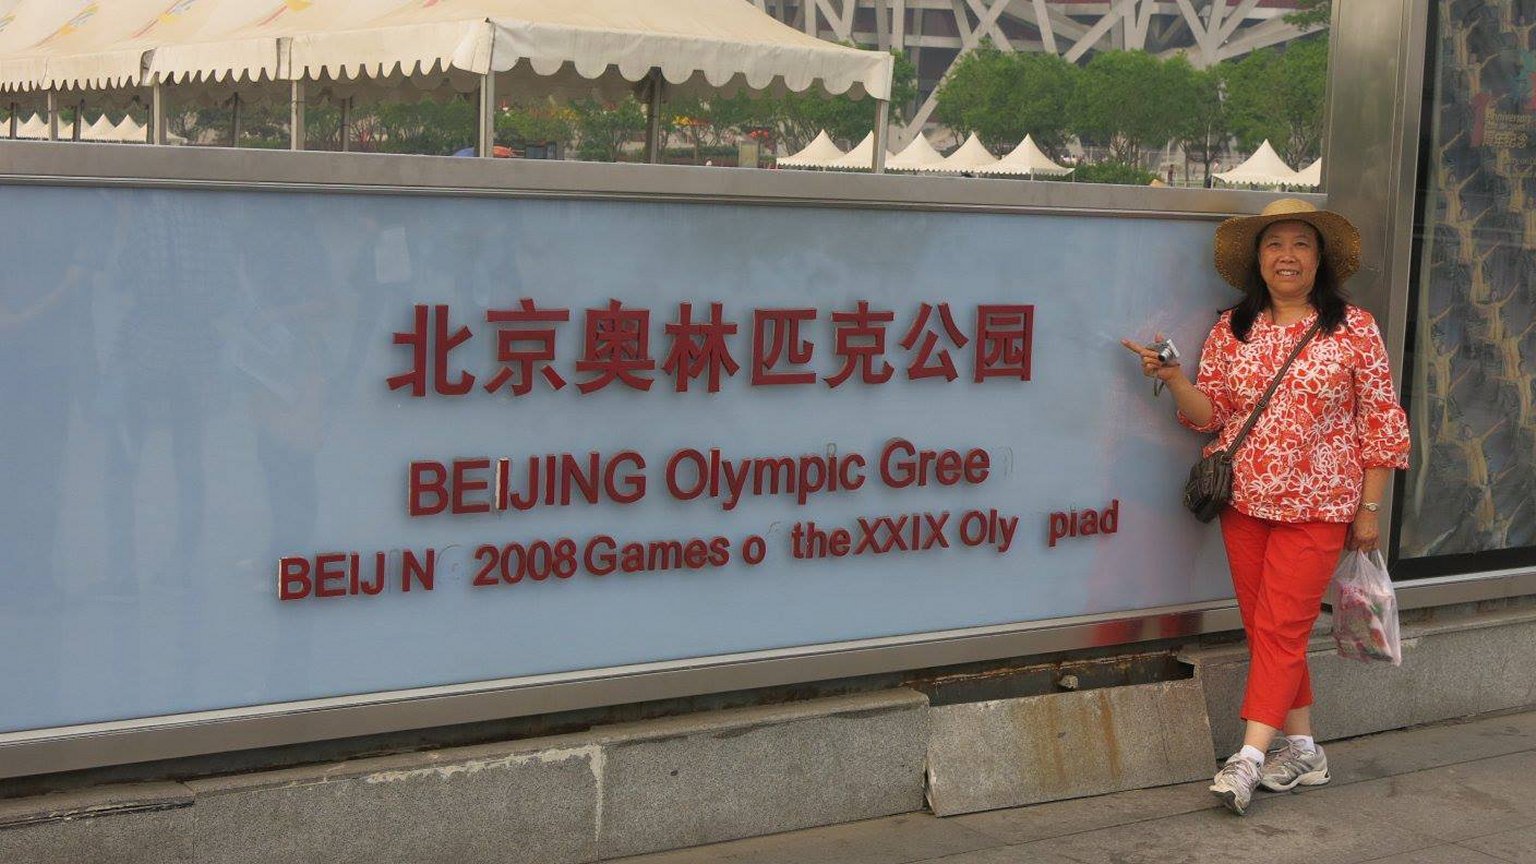 北京奥林匹克公园
BEIJING Olympic Gree
BEIJ N 2008 Games o the XXIX Oly piad